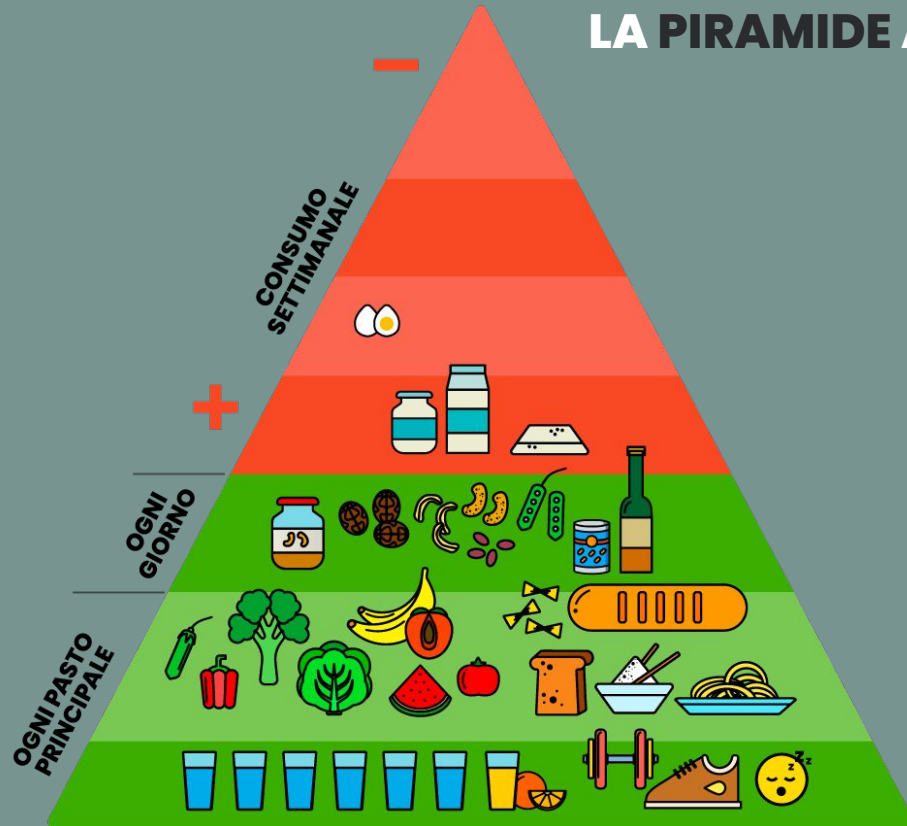 LA PIRAMIDE
CONSUMO
SETTIMANALE
OGNI
GIORNO
OGNI PASTO
PRINCIPALE
z z z